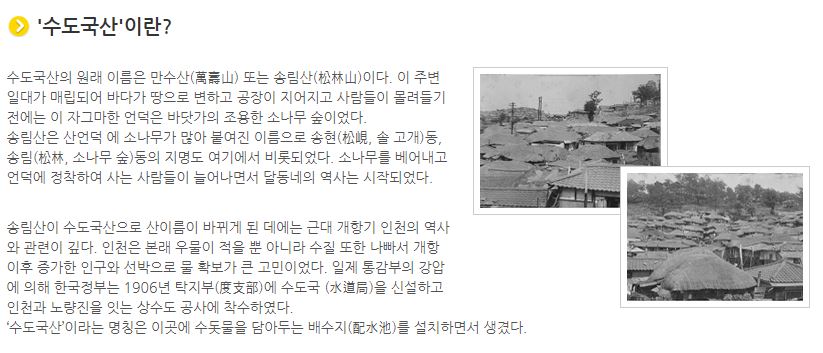 '수도국산'이란?
수도국산의 원래 이름은 만수산(萬壽山) 또는 송림산(松林山)이다. 이 주변
일대가 매립되어 바다가 땅으로 변하고 공장이 지어지고 사람들이 몰려들기
전에는 이 자그마한 언덕은 바닷가의 조용한 소나무 숲이었다.
송림산은 산언덕 에 소나무가 많아 붙여진 이름으로 송현(松峴, 솔 고개)동,
송림(松林, 소나무 숲)동의 지명도 여기에서 비롯되었다. 소나무를 베어내고
언덕에 정착하여 사는 사람들이 늘어나면서 달동네의 역사는 시작되었다.
송림산이 수도국산으로 산이름이 바뀌게 된 데에는 근대 개항기 인천의 역사
와 관련이 깊다. 인천은 본래 우물이 적을 뿐 아니라 수질 또한 나빠서 개항
이후 증가한 인구와 선박으로 물 확보가 큰 고민이었다. 일제 통감부의 강압
에 의해 한국정부는 1906년 탁지부(度支部)에 수도국 (水道局)을 신설하고
인천과 노량진을 잇는 상수도 공사에 착수하였다.
‘수도국산’이라는 명칭은 이곳에 수돗물을 담아두는 배수지(配水池)를 설치하면서 생겼다.